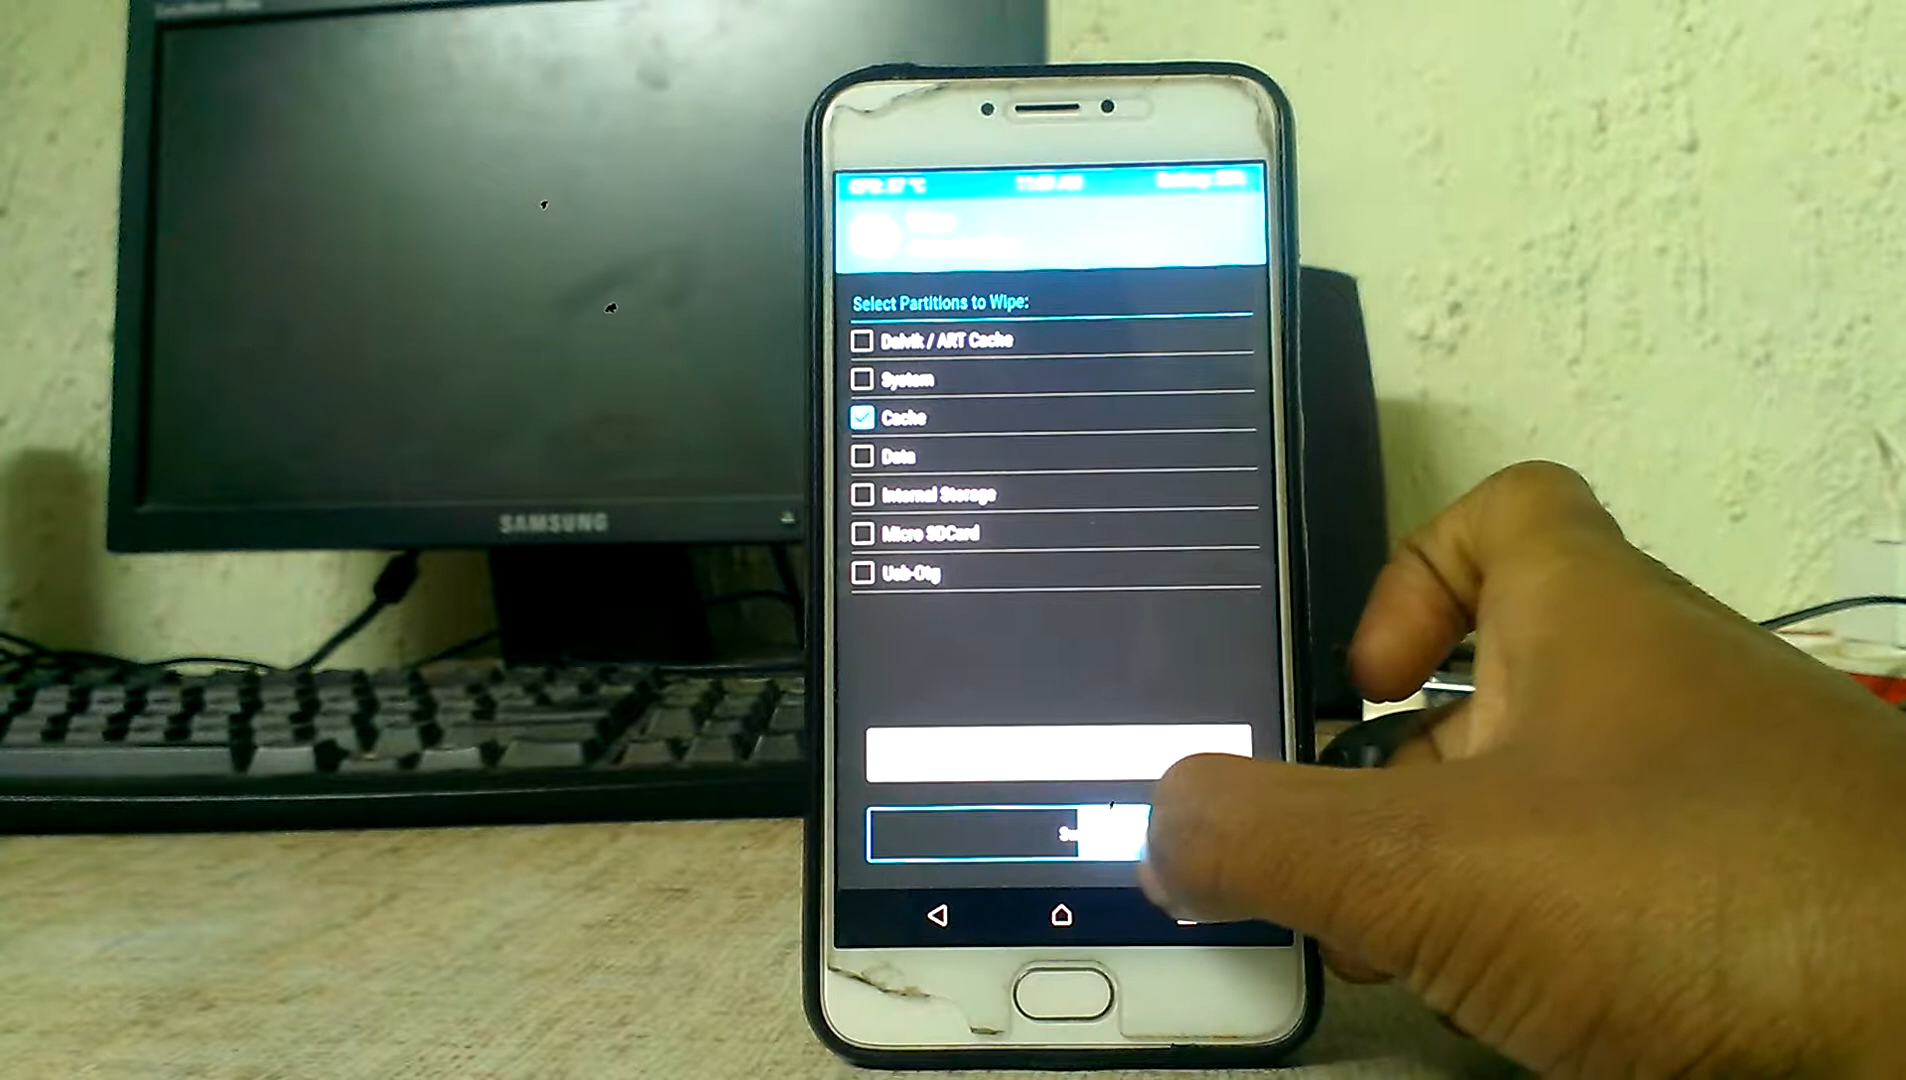 Select Partitions to Wipe:
Dalvik / ART Cache
System
Cache
Data
Internal Storage
Micro SDCard
Usb-Otg
SAMSUNG